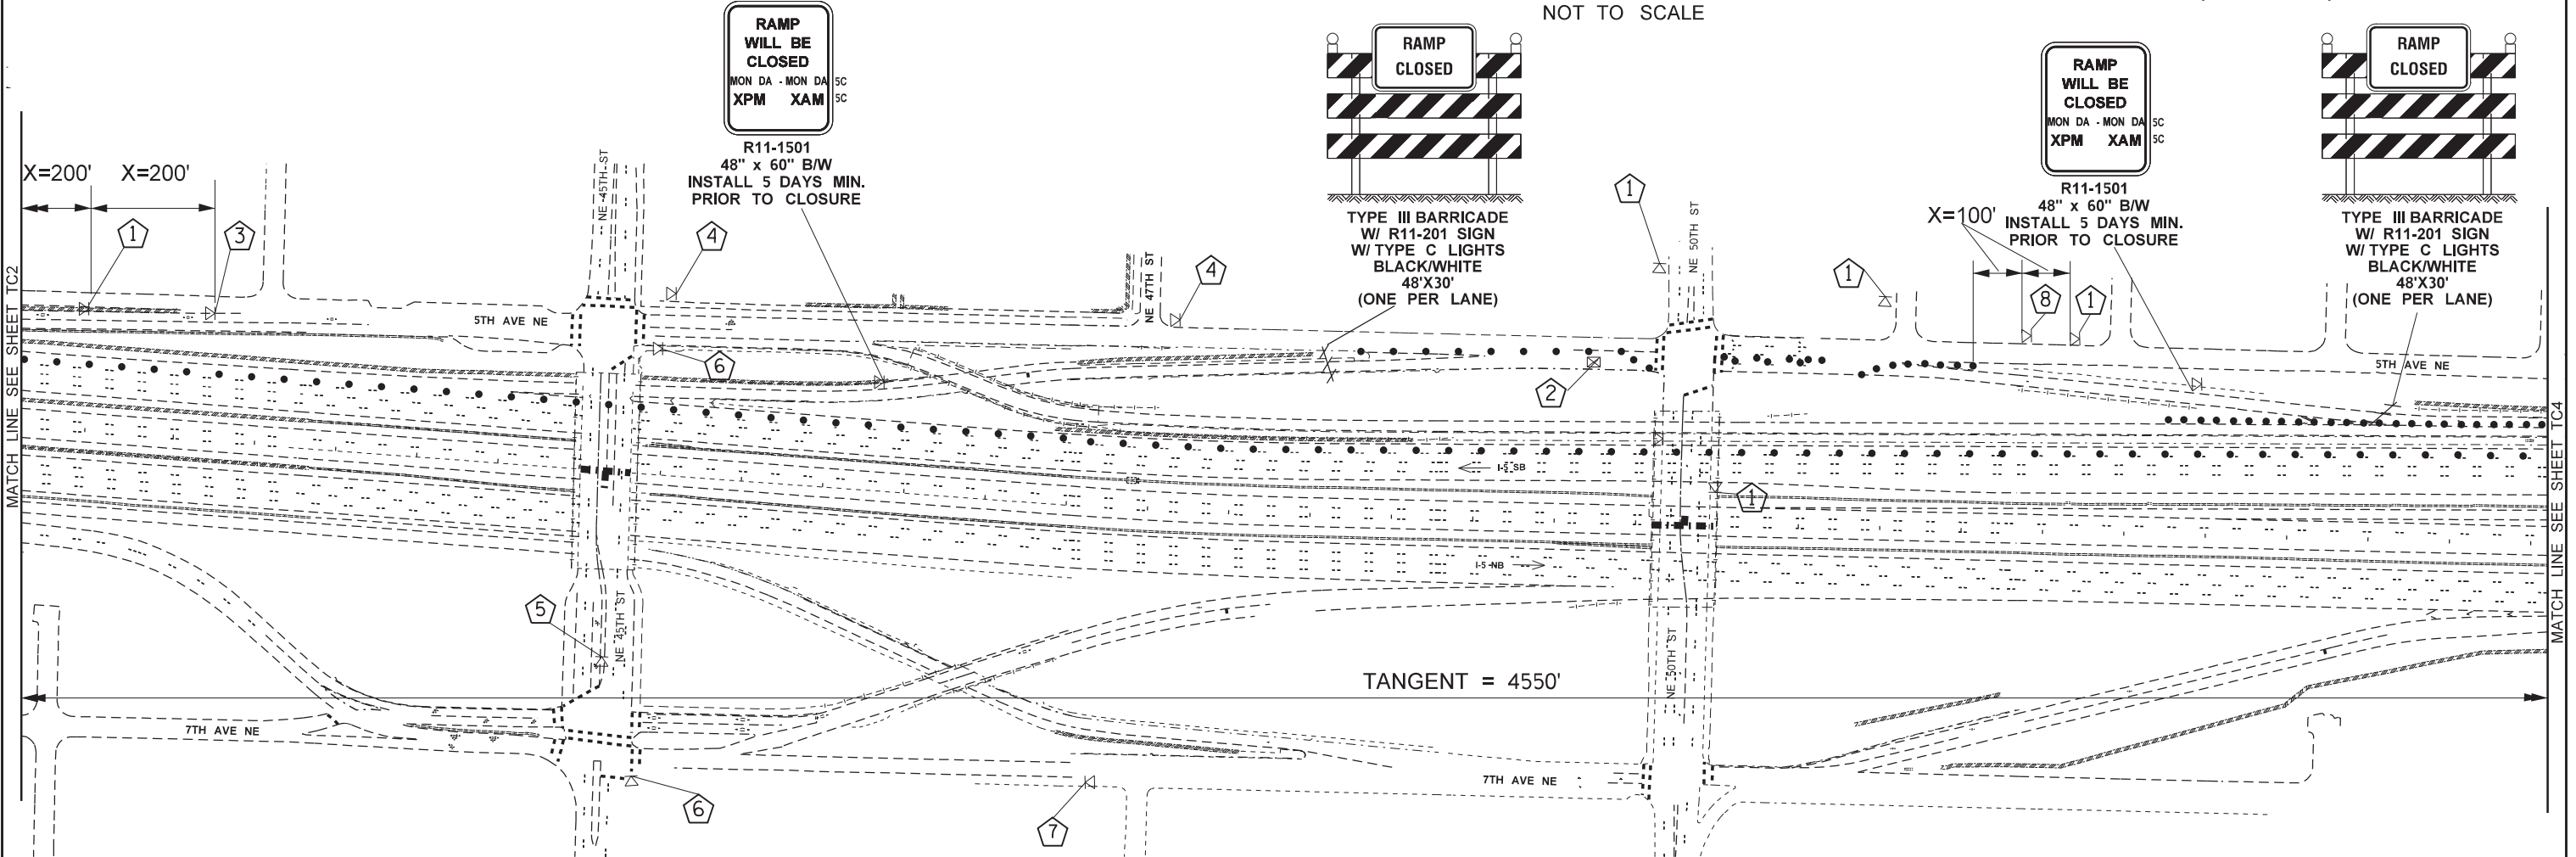 NOT TO SCALE
RAMP
WILL BE
CLOSED
MON DA - MON DA 5C
XPM XAM 5C
R11-1501
48" x 60" B/W
INSTALL 5 DAYS MIN.
PRIOR TO CLOSURE
RAMP
CLOSED
TYPE III BARRICADE
W/ R11-201 SIGN
W/ TYPE C LIGHTS
BLACK/WHITE
48'X30'
(ONE PER LANE)
RAMP
WILL BE
CLOSED
MON DA - MON DA 5C
XPM XAM 5C
R11-1501
48" x 60" B/W
INSTALL 5 DAYS MIN.
PRIOR TO CLOSURE
RAMP
CLOSED
TYPE III BARRICADE
W/ R11-201 SIGN
W/ TYPE C LIGHTS
BLACK/WHITE
48'X30'
(ONE PER LANE)
X=200' X=200'
X=100'
1
3
4
4
1
1
8
1
6
2
1
5
6
7
MATCH LINE SEE SHEET TC2
MATCH LINE SEE SHEET TC4
NE 45TH ST
NE 47TH ST
NE 50TH ST
5TH AVE NE
5TH AVE NE
I-5 SB
I-5 NB
NE 45TH ST
NE 50TH ST
TANGENT = 4550'
7TH AVE NE
7TH AVE NE